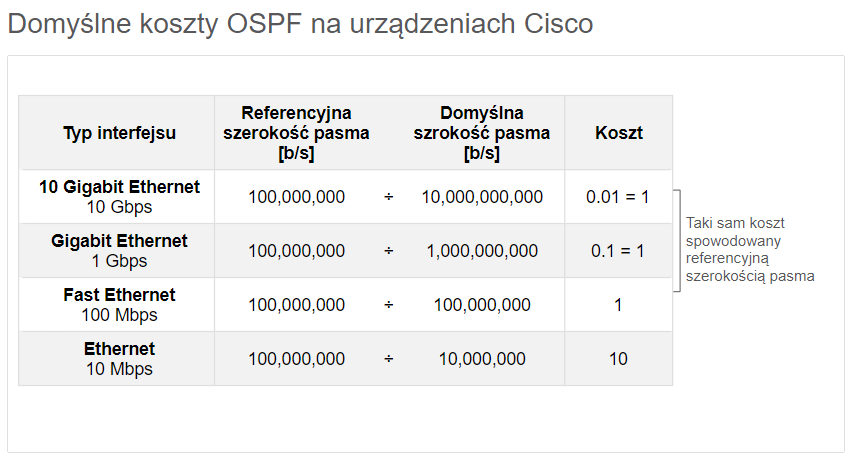 Domyślne koszty OSPF na urządzeniach Cisco
Typ interfejsu
Referencyjna
szerokość pasma
[b/s]
Domyślna
szrokość pasma
[b/s]
Koszt
10 Gigabit Ethernet
10 Gbps
100,000,000 ÷ 10,000,000,000 0.01 = 1
Gigabit Ethernet
1 Gbps
100,000,000 ÷ 1,000,000,000 0.1 = 1
Fast Ethernet
100 Mbps
100,000,000 ÷ 100,000,000 1
Ethernet
10 Mbps
100,000,000 ÷ 10,000,000 10
Taki sam koszt
spowodowany
referencyjną
szerokością pasma